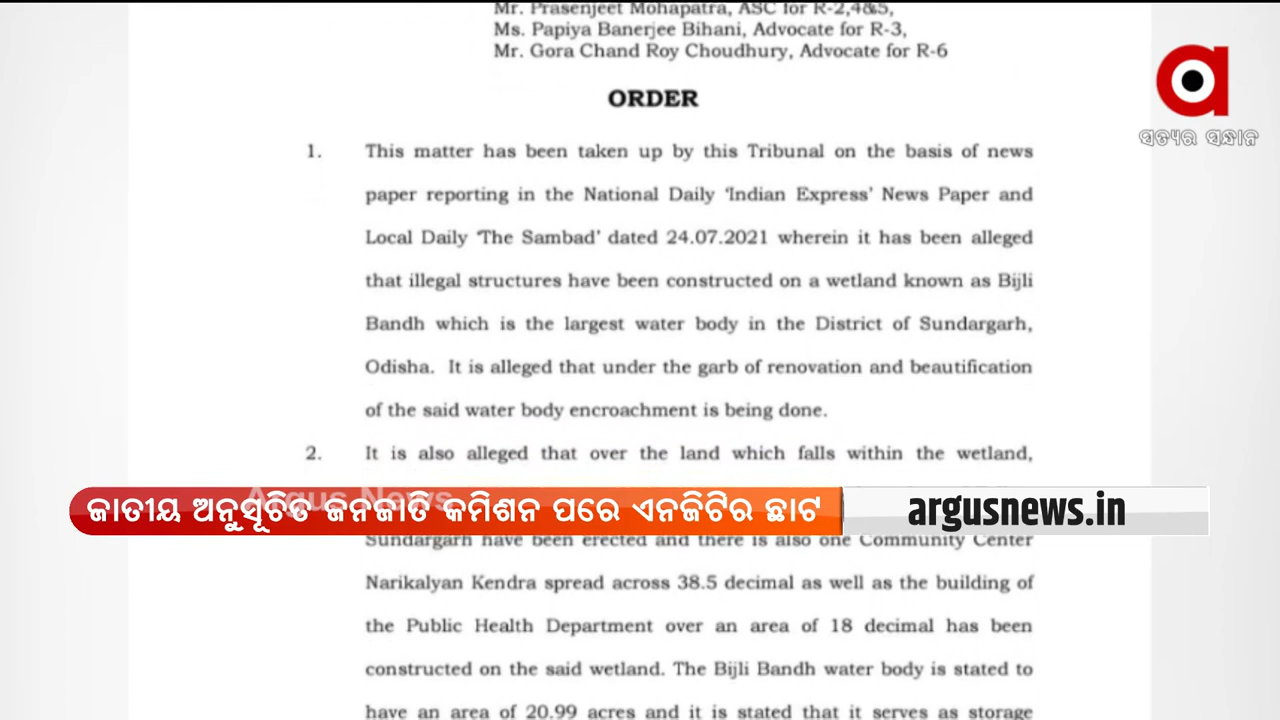 Mr. Prasenjeet Mohapatra, ASC for R-2,4&5,
Ms. Papiya Banerjee Bihani, Advocate for R-3,
Mr. Gora Chand Roy Choudhury, Advocate for R-6
ସତ୍ୟର ସନ୍ଧାନ
ORDER
1. This matter has been taken up by this Tribunal on the basis of news
paper reporting in the National Daily 'Indian Express' News Paper and
Local Daily 'The Sambad' dated 24.07.2021 wherein it has been alleged
that illegal structures have been constructed on a wetland known as Bijli
Bandh which is the largest water body in the District of Sundargarh,
Odisha. It is alleged that under the garb of renovation and beautification
of the said water body encroachment is being done.
2. It is also alleged that over the land which falls within the wetland,
Argus News
ଜାତୀୟ ଅନୁସୂଚିତ ଜନଜାତି କମିଶନ ପରେ ଏନଜିଟିର ଛାଟ
argusnews.in
Sundargarh have been erected and there is also one Community Center
Narikalyan Kendra spread across 38.5 decimal as well as the building of
the Public Health Department over an area of 18 decimal has been
constructed on the said wetland. The Bijli Bandh water body is stated to
have an area of 20.99 acres and it is stated that it serves as storage